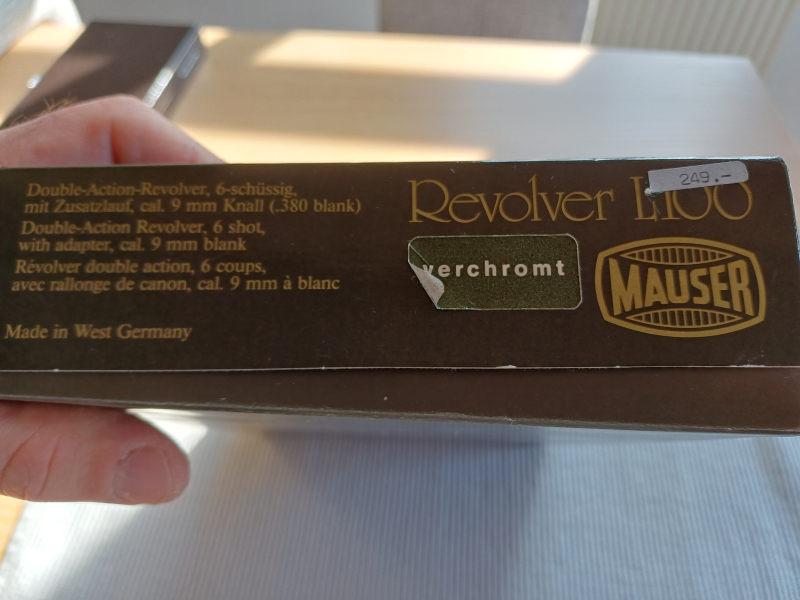 Double-Action-Revolver, 6-schüssig,
mit Zusatzlauf, cal. 9 mm Knall (.380 blank)
Double-Action Revolver, 6 shot,
with adapter, cal. 9 mm blank
Révolver double action, 6 coups,
avec rallonge de canon, cal. 9 mm à blanc
Made in West Germany
Revolver L100
249.-
verchromt
MAUSER